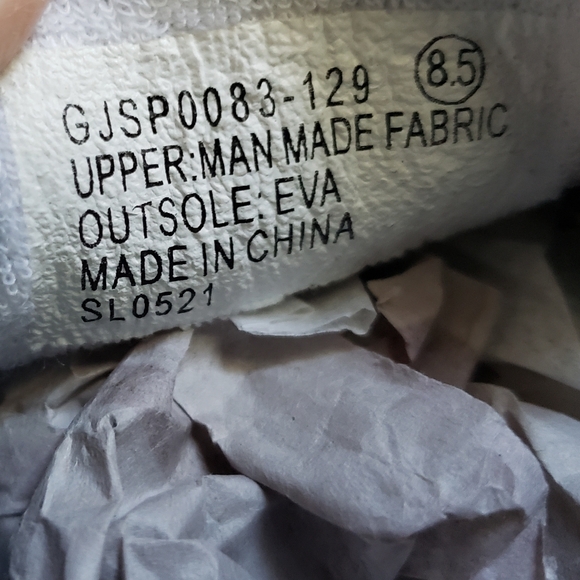 GJSP0083-129 8.5
UPPER:MAN MADE FABRIC
OUTSOLE: EVA
MADE IN CHINA
SL0521